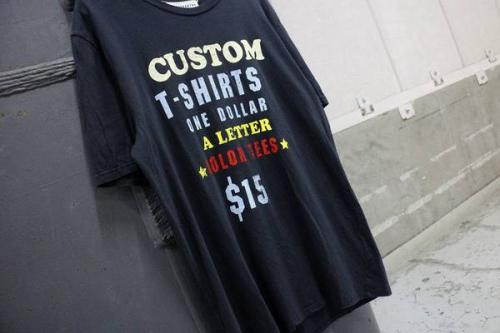 CUSTOM
T-SHIRTS
ONE DOLLAR
A LETTER
COLOR TEES
$15